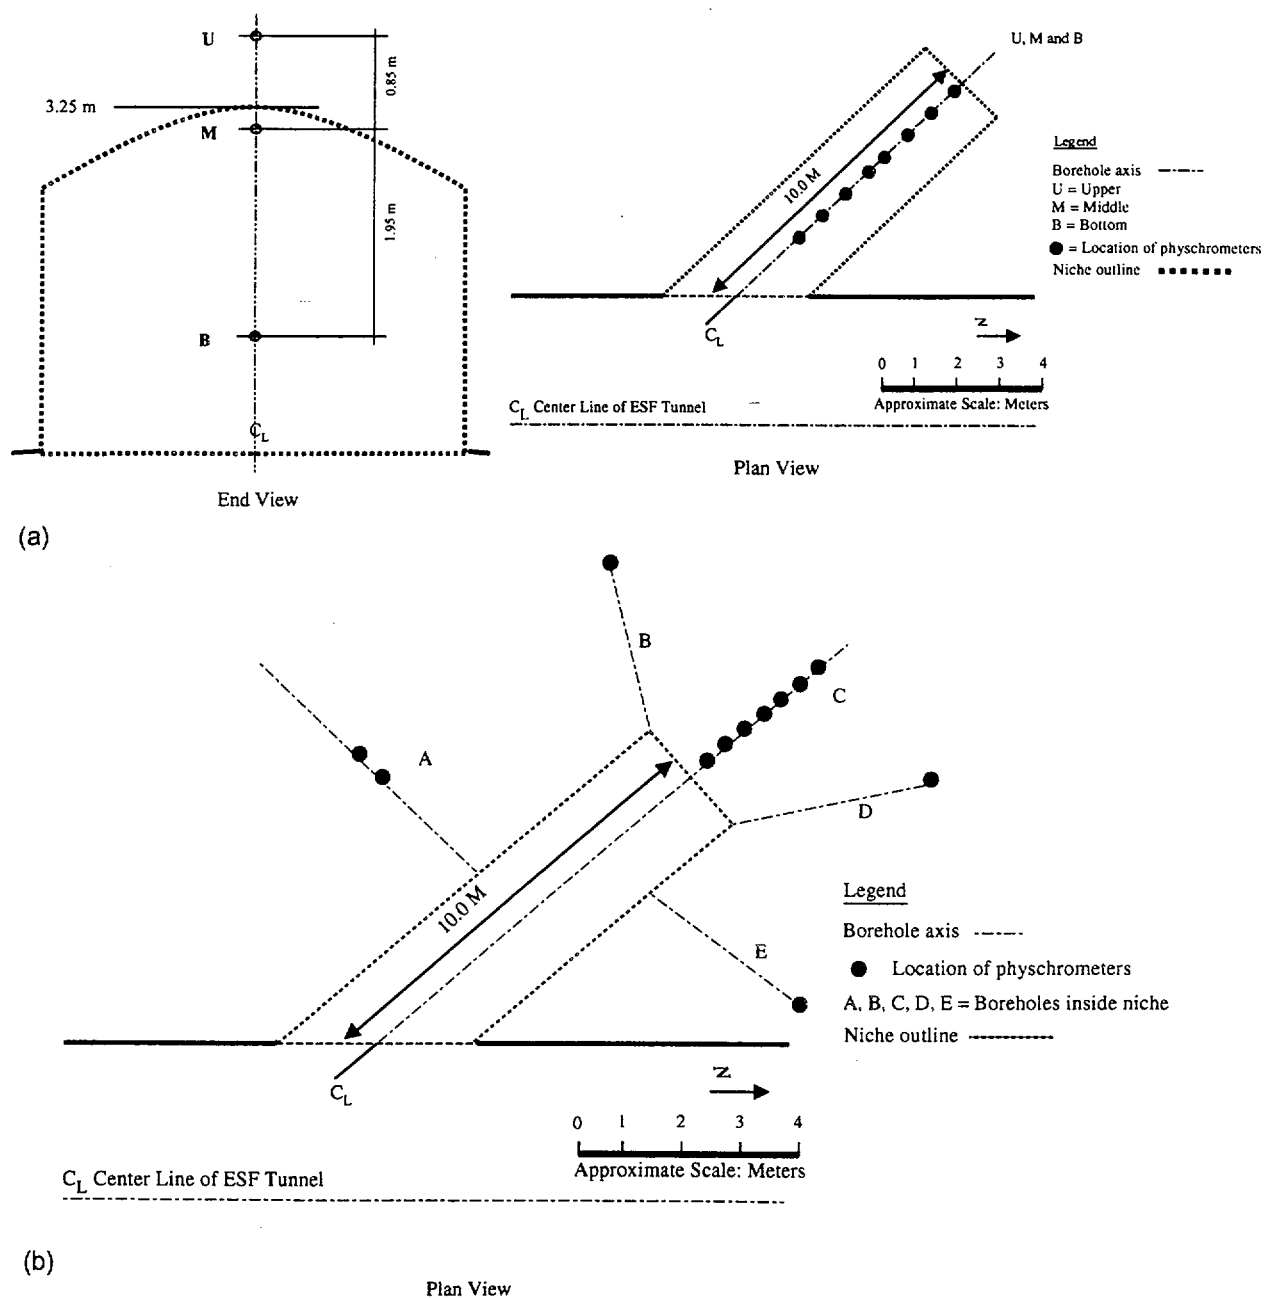 U
0.85 m
3.25 m
M
1.95 m
B
C_L
End View
U, M and B
10.0 M
C_L
Legend
Borehole axis
U = Upper
M = Middle
B = Bottom
= Location of physchrometers
Niche outline
N
0 1 2 3 4
Approximate Scale: Meters
C_L Center Line of ESF Tunnel
Plan View
(a)
B
C
A
D
10.0 M
E
C_L
Legend
Borehole axis
Location of physchrometers
A, B, C, D, E = Boreholes inside niche
Niche outline
N
0 1 2 3 4
Approximate Scale: Meters
C_L Center Line of ESF Tunnel
(b)
Plan View